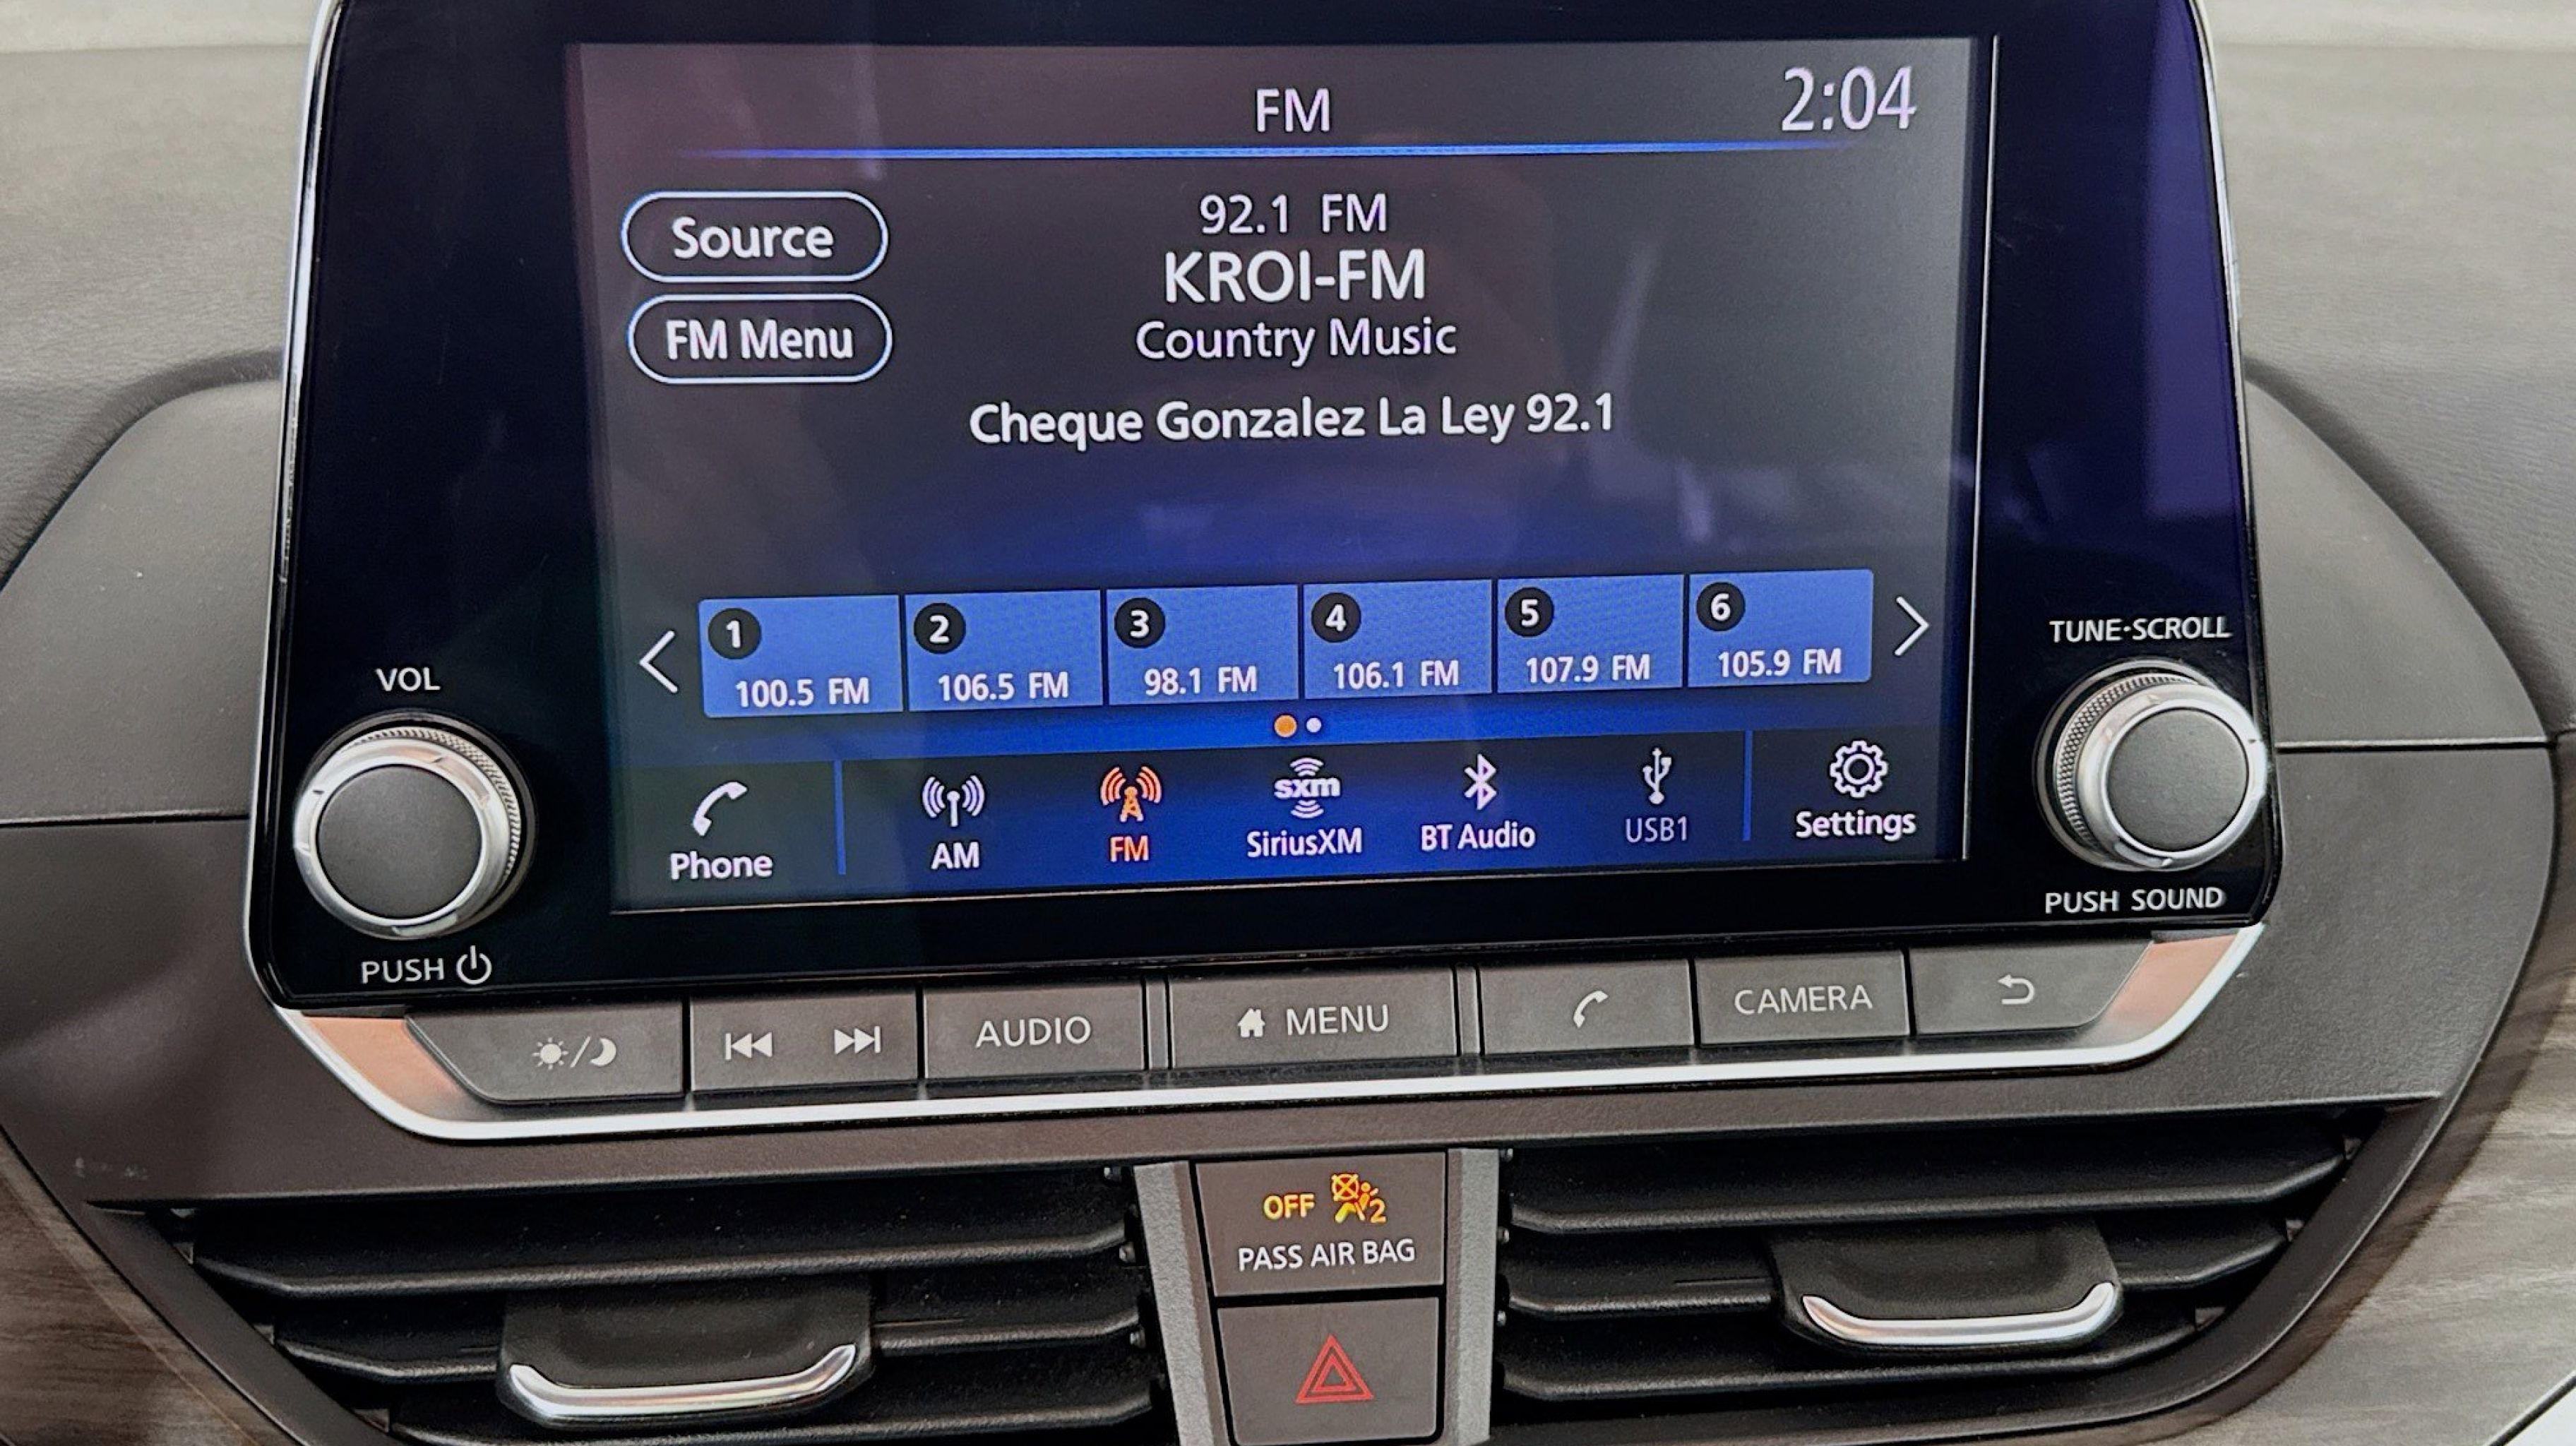 FM
2:04
Source
92.1 FM
KROI-FM
FM Menu
Country Music
Cheque Gonzalez La Ley 92.1
1
2
3
4
5
6
100.5 FM
106.5 FM
98.1 FM
106.1 FM
107.9 FM
105.9 FM
Phone
AM
FM
sxm
SiriusXM
BT Audio
USB1
Settings
VOL
PUSH
TUNE·SCROLL
PUSH SOUND
AUDIO
MENU
CAMERA
OFF
2
PASS AIR BAG